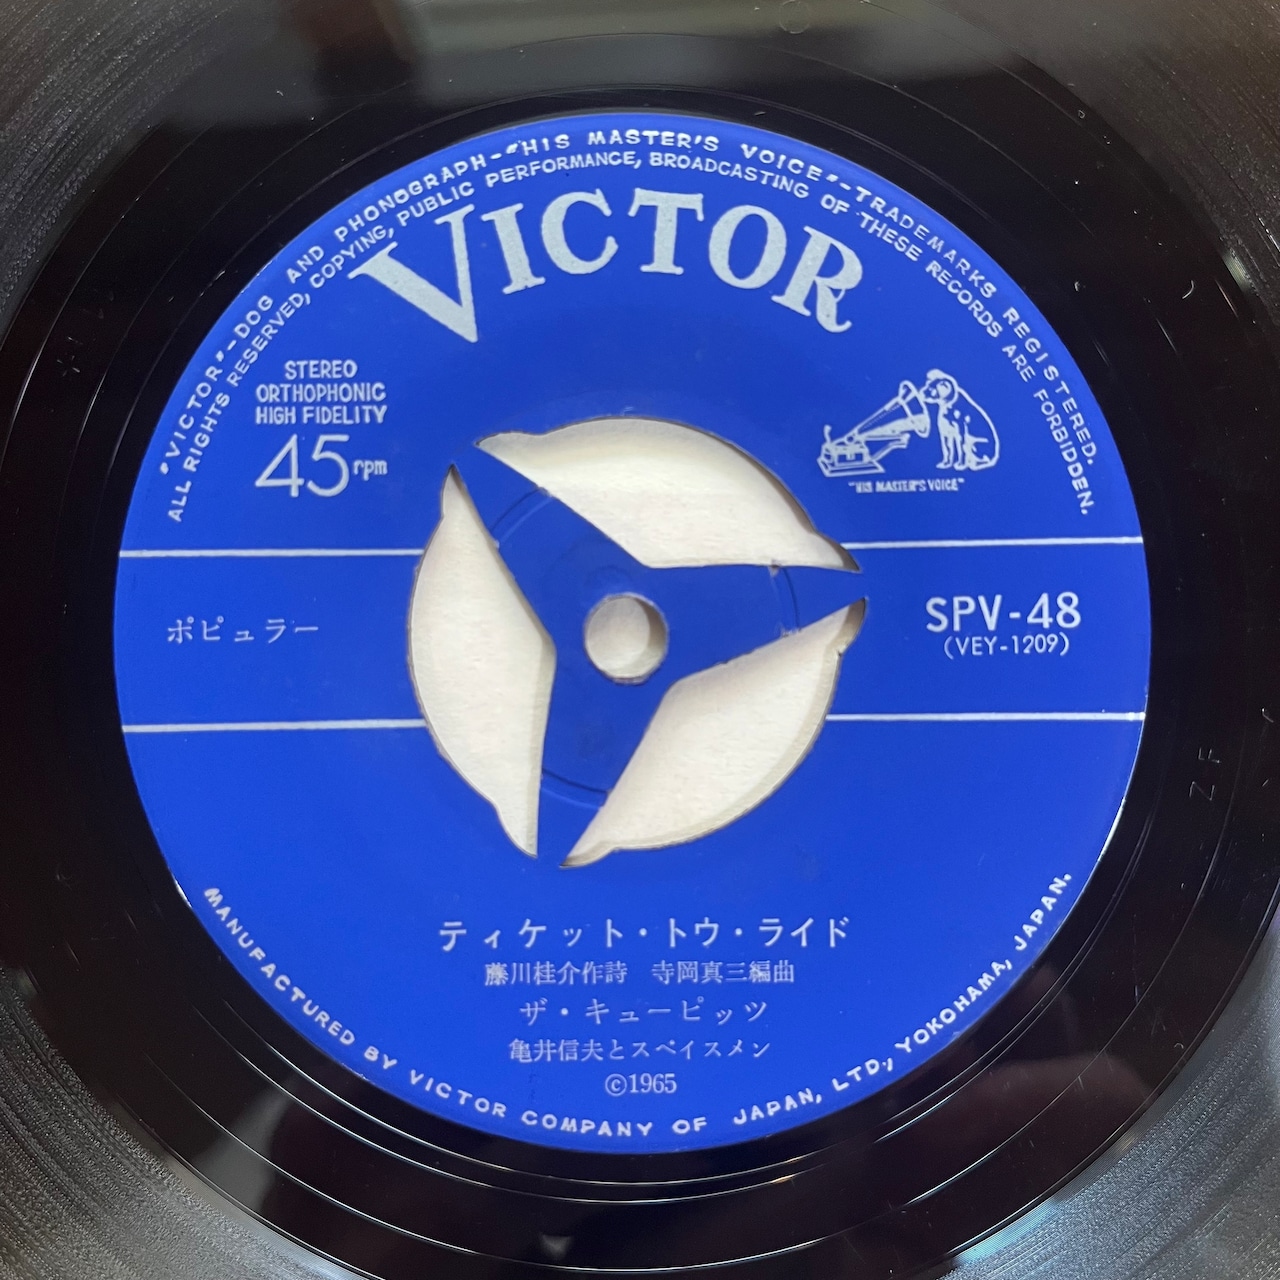 "VICTOR"-DOG AND PHONOGRAPH-"HIS MASTER'S VOICE"-TRADEMARKS REGISTERED.
ALL RIGHTS RESERVED, COPYING, PUBLIC PERFORMANCE, BROADCASTING OF THESE RECORDS ARE FORBIDDEN.
VICTOR
STEREO
ORTHOPHONIC
HIGH FIDELITY
45rpm
"HIS MASTER'S VOICE"
ポピュラー
SPV-48
(VEY-1209)
ティケット・トウ・ライド
藤川桂介作詩 寺岡真三編曲
ザ・キューピッツ
亀井信夫とスペイスメン
©1965
MANUFACTURED BY VICTOR COMPANY OF JAPAN, LTD., YOKOHAMA, JAPAN.
ZF